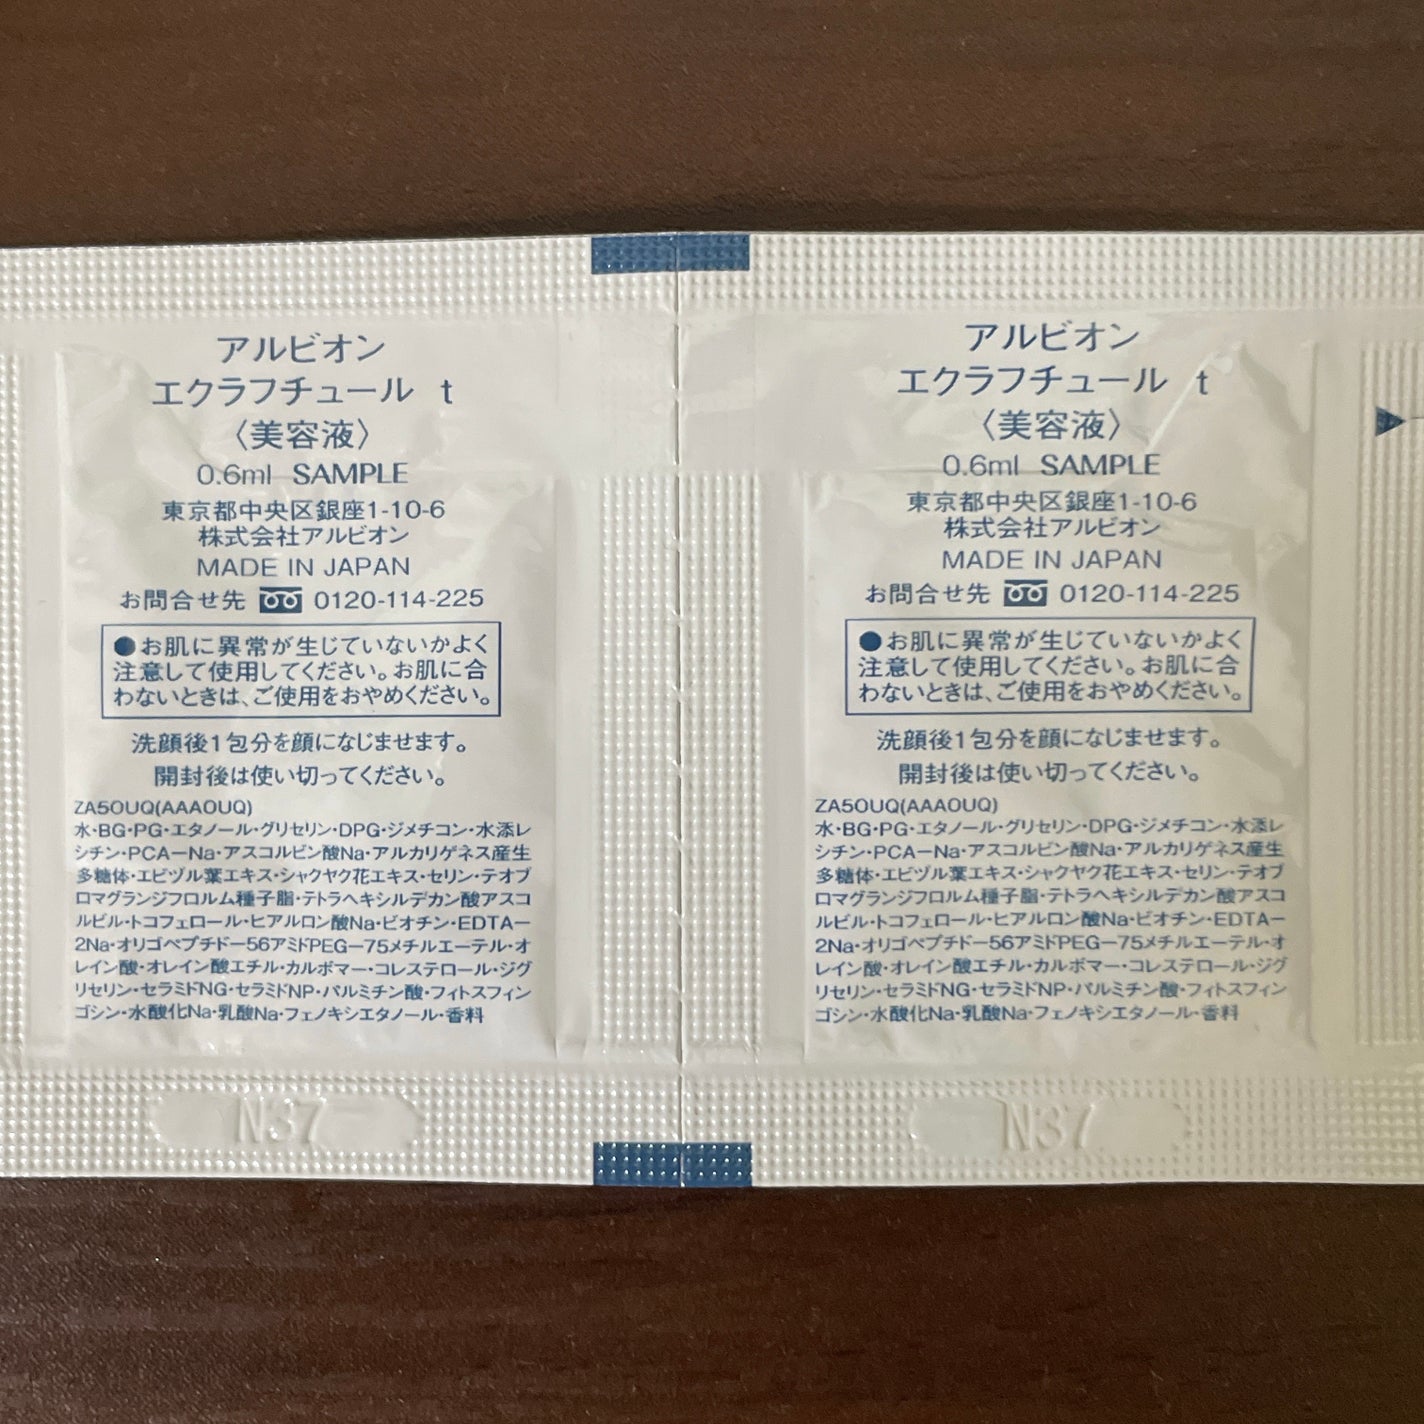 アルビオン
エクラフチュール t
〈美容液〉
0.6ml SAMPLE
東京都中央区銀座1-10-6
株式会社アルビオン
MADE IN JAPAN
お問合せ先 0120-114-225
●お肌に異常が生じていないかよく
注意して使用してください。お肌に合
わないときは、ご使用をおやめください。
洗顔後1包分を顔になじませます。
開封後は使い切ってください。
ZA5OUQ(AAAOUQ)
水・BG・PG・エタノール・グリセリン・DPG・ジメチコン・水添レ
シチン・PCAーNa・アスコルビン酸Na・アルカリゲネス産生
多糖体・エビヅル葉エキス・シャクヤク花エキス・セリン・テオブ
ロマグランジフロルム種子脂・テトラヘキシルデカン酸アスコ
ルビル・トコフェロール・ヒアルロン酸Na・ビオチン・EDTAー
2Na・オリゴペプチドー56アミドPEGー75メチルエーテル・オ
レイン酸・オレイン酸エチル・カルボマー・コレステロール・ジグ
リセリン・セラミドNG・セラミドNP・パルミチン酸・フィトスフィン
ゴシン・水酸化Na・乳酸Na・フェノキシエタノール・香料
N37
アルビオン
エクラフチュール t
〈美容液〉
0.6ml SAMPLE
東京都中央区銀座1-10-6
株式会社アルビオン
MADE IN JAPAN
お問合せ先 0120-114-225
●お肌に異常が生じていないかよく
注意して使用してください。お肌に合
わないときは、ご使用をおやめください。
洗顔後1包分を顔になじませます。
開封後は使い切ってください。
ZA5OUQ(AAAOUQ)
水・BG・PG・エタノール・グリセリン・DPG・ジメチコン・水添レ
シチン・PCAーNa・アスコルビン酸Na・アルカリゲネス産生
多糖体・エビヅル葉エキス・シャクヤク花エキス・セリン・テオブ
ロマグランジフロルム種子脂・テトラヘキシルデカン酸アスコ
ルビル・トコフェロール・ヒアルロン酸Na・ビオチン・EDTAー
2Na・オリゴペプチドー56アミドPEGー75メチルエーテル・オ
レイン酸・オレイン酸エチル・カルボマー・コレステロール・ジグ
リセリン・セラミドNG・セラミドNP・パルミチン酸・フィトスフィン
ゴシン・水酸化Na・乳酸Na・フェノキシエタノール・香料
N37